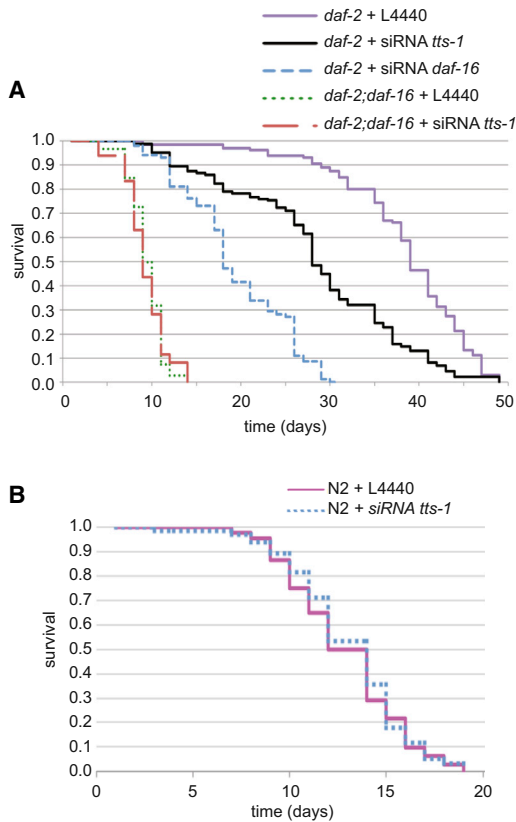 daf-2 + L4440
daf-2 + siRNA tts-1
daf-2 + siRNA daf-16
A
daf-2;daf-16 + L4440
daf-2;daf-16 + siRNA tts-1
1.0
0.9
0.8
0.7
0.6
0.5
0.4
0.3
0.2
0.1
0.0
survival
0 10 20 30 40 50
time (days)
B
N2 + L4440
N2 + siRNA tts-1
1.0
0.9
0.8
0.7
0.6
0.5
0.4
0.3
0.2
0.1
0.0
survival
0 5 10 15 20
time (days)